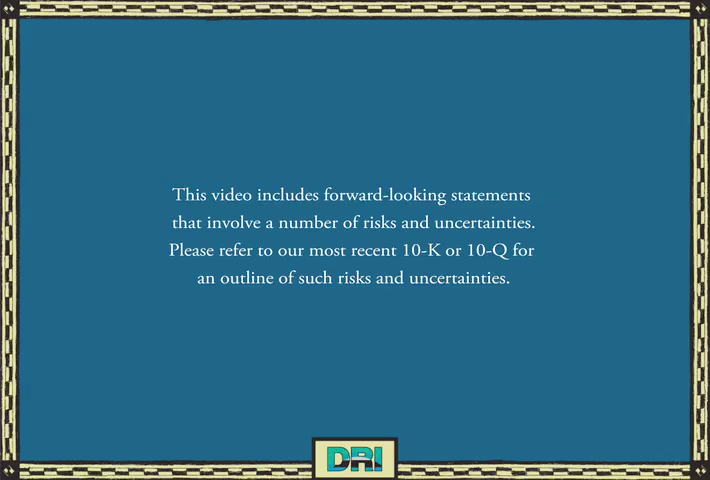 This video includes forward-looking statements
that involve a number of risks and uncertainties.
Please refer to our most recent 10-K or 10-Q for
an outline of such risks and uncertainties.
DRI